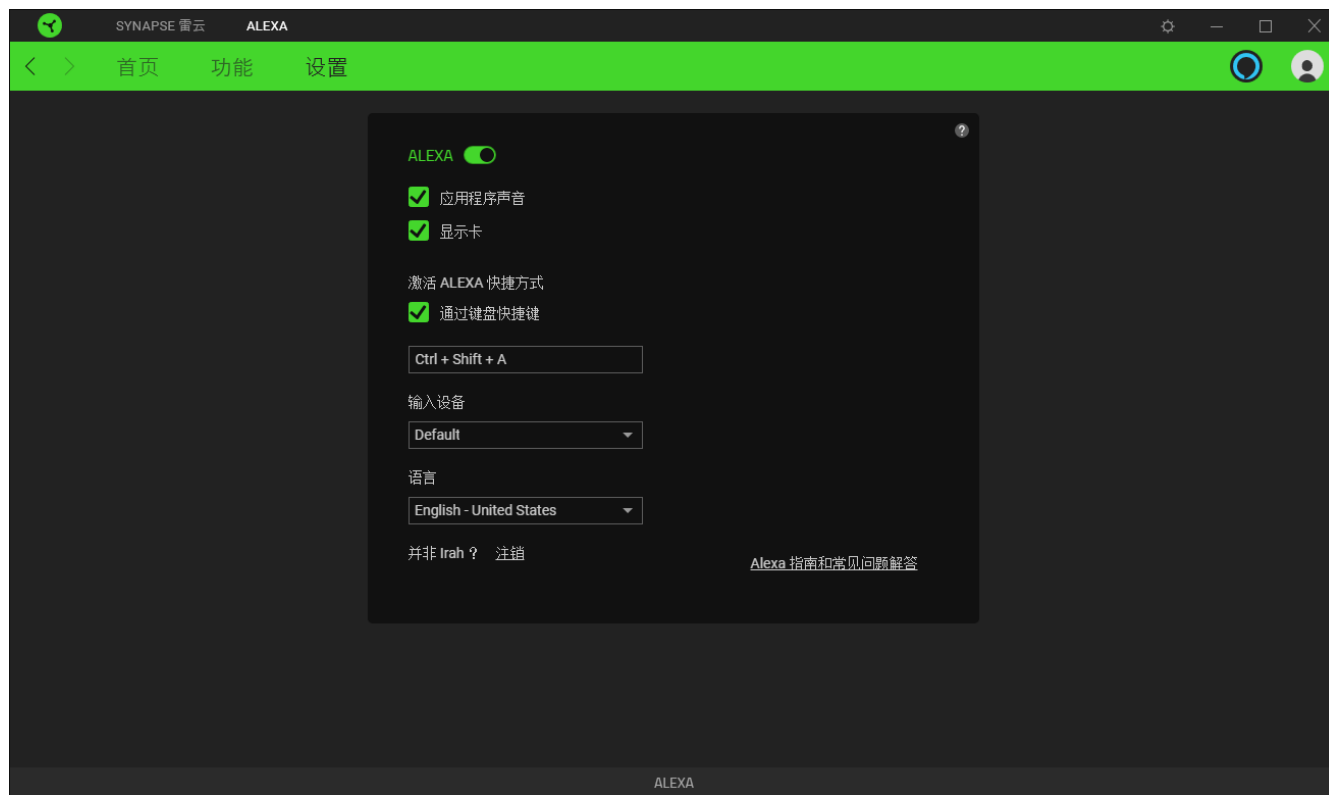 SYNAPSE 雷云 ALEXA
首页 功能 设置
ALEXA
应用程序声音
显示卡
激活 ALEXA 快捷方式
通过键盘快捷键
Ctrl + Shift + A
输入设备
Default
语言
English - United States
并非 Irah? 注销
Alexa 指南和常见问题解答
ALEXA